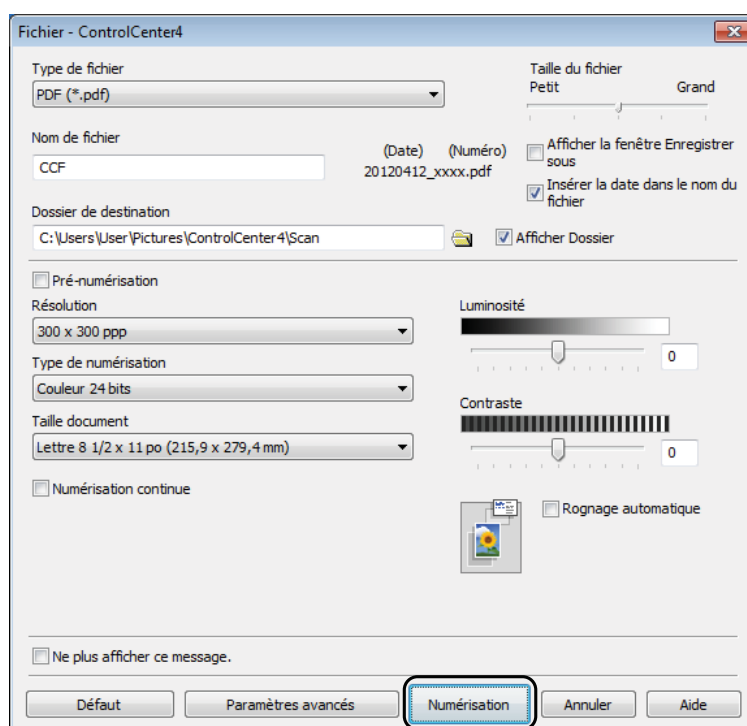 Fichier - ControlCenter4
Type de fichier
PDF (*.pdf)
Taille du fichier
Petit Grand
Nom de fichier
CCF
(Date) (Numéro)
20120412_xxxx.pdf
Afficher la fenêtre Enregistrer
sous
Insérer la date dans le nom du
fichier
Dossier de destination
C:\Users\User\Pictures\ControlCenter4\Scan
Afficher Dossier
Pré-numérisation
Résolution
300 x 300 ppp
Type de numérisation
Couleur 24 bits
Taille document
Lettre 8 1/2 x 11 po (215,9 x 279,4 mm)
Numérisation continue
Luminosité
0
Contraste
0
Rognage automatique
Ne plus afficher ce message.
Défaut Paramètres avancés Numérisation Annuler Aide